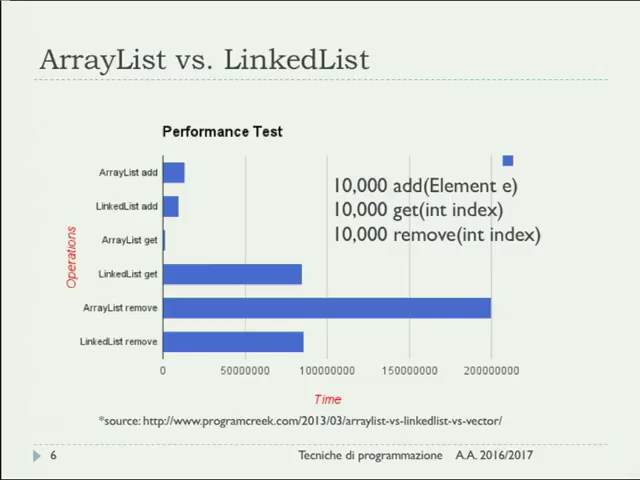 ArrayList vs. LinkedList
Performance Test
ArrayList add
LinkedList add
ArrayList get
LinkedList get
ArrayList remove
LinkedList remove
Operations
10,000 add(Element e)
10,000 get(int index)
10,000 remove(int index)
0 50000000 100000000 150000000 200000000
Time
*source: http://www.programcreek.com/2013/03/arraylist-vs-linkedlist-vs-vector/
6 Tecniche di programmazione A.A. 2016/2017